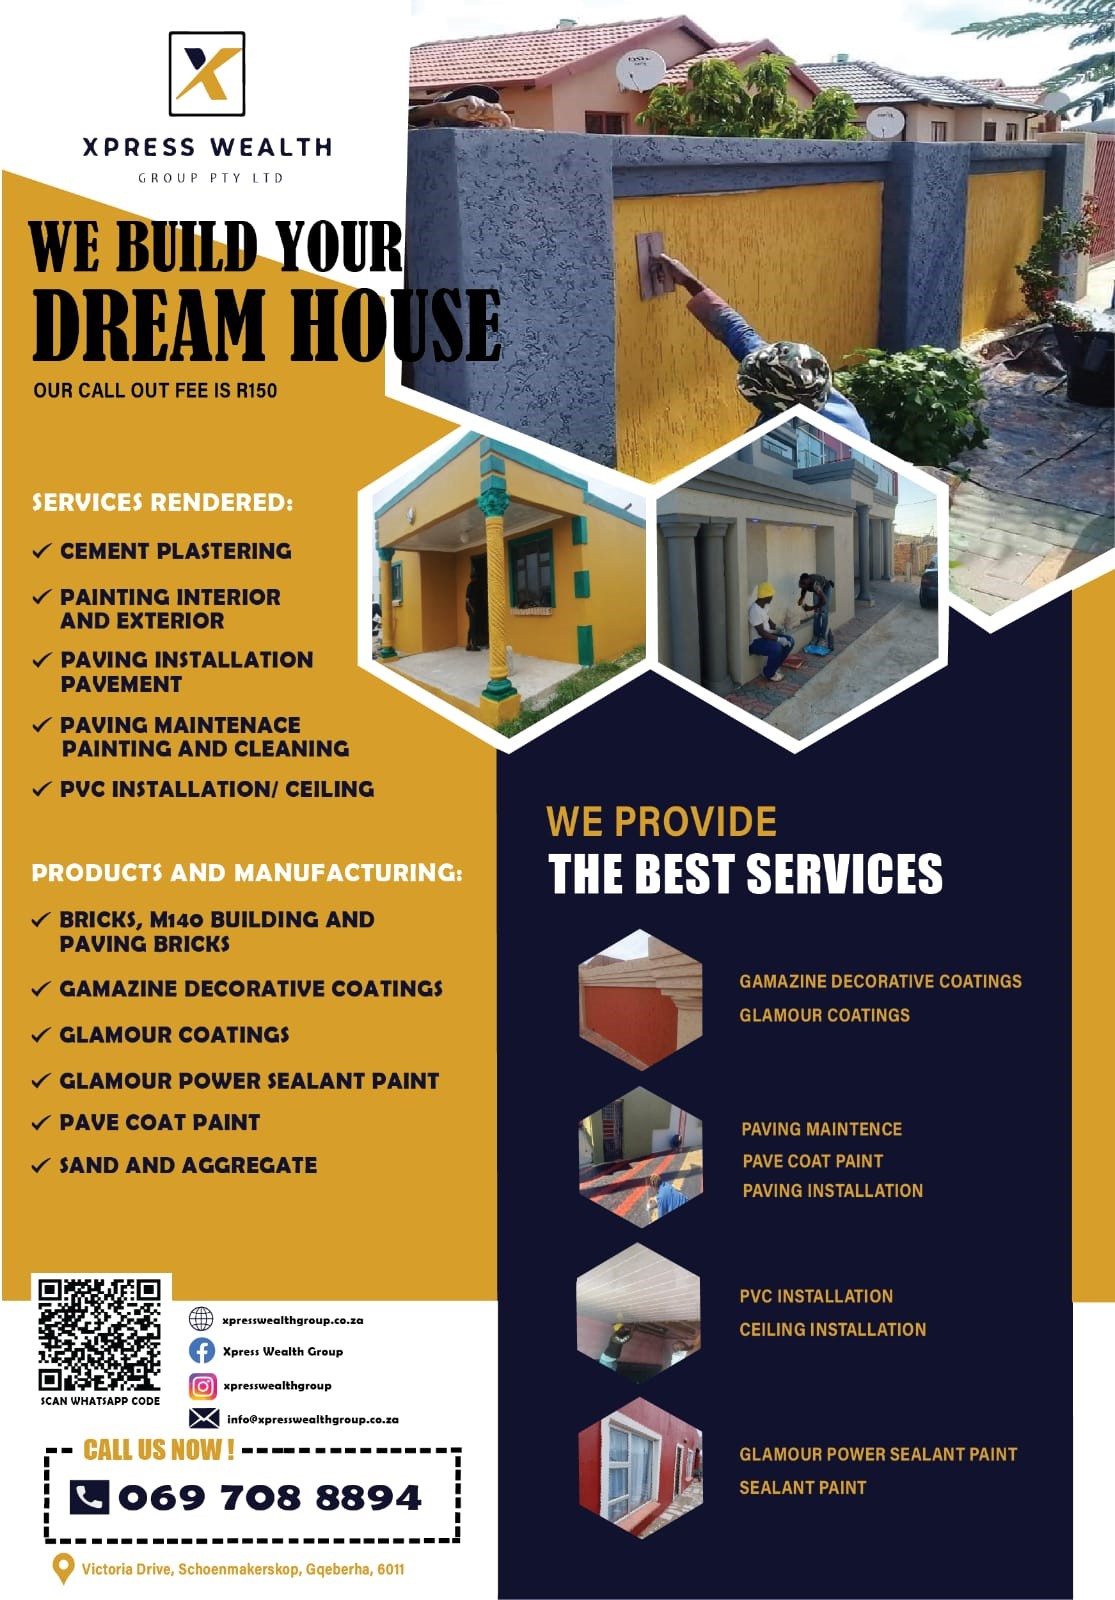 XPRESS WEALTH
GROUP PTY LTD
WE BUILD YOUR
DREAM HOUSE
OUR CALL OUT FEE IS R150
SERVICES RENDERED:
CEMENT PLASTERING
PAINTING INTERIOR
AND EXTERIOR
PAVING INSTALLATION
PAVEMENT
PAVING MAINTENACE
PAINTING AND CLEANING
PVC INSTALLATION/ CEILING
PRODUCTS AND MANUFACTURING:
BRICKS, M140 BUILDING AND
PAVING BRICKS
GAMAZINE DECORATIVE COATINGS
GLAMOUR COATINGS
GLAMOUR POWER SEALANT PAINT
PAVE COAT PAINT
SAND AND AGGREGATE
SCAN WHATSAPP CODE
xpresswealthgroup.co.za
Xpress Wealth Group
xpresswealthgroup
info@xpresswealthgroup.co.za
CALL US NOW !
069 708 8894
Victoria Drive, Schoenmakerskop, Gqeberha, 6011
WE PROVIDE
THE BEST SERVICES
GAMAZINE DECORATIVE COATINGS
GLAMOUR COATINGS
PAVING MAINTENCE
PAVE COAT PAINT
PAVING INSTALLATION
PVC INSTALLATION
CEILING INSTALLATION
GLAMOUR POWER SEALANT PAINT
SEALANT PAINT